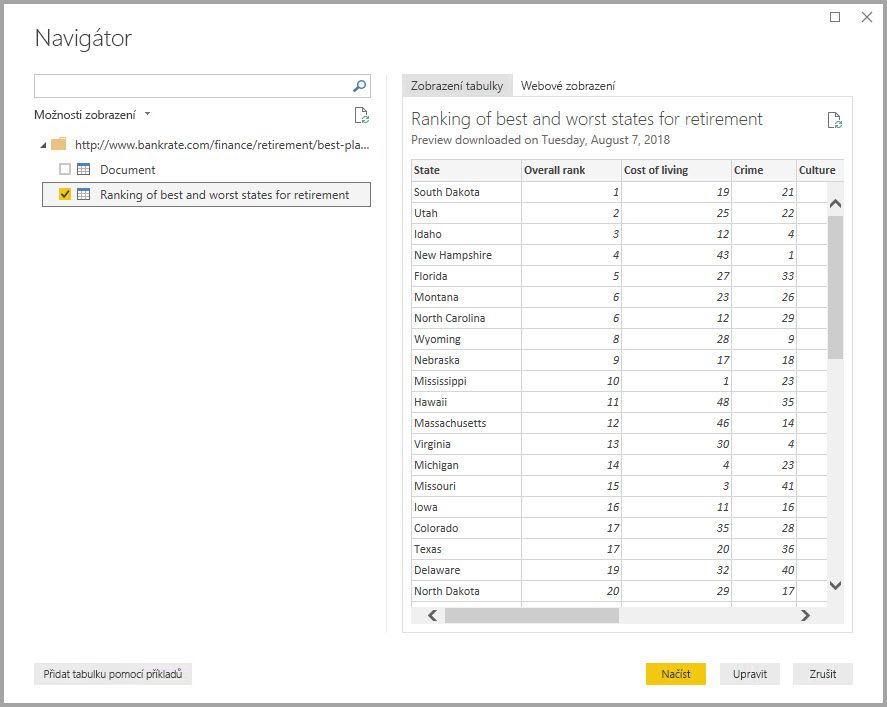 Navigátor
Možnosti zobrazení
http://www.bankrate.com/finance/retirement/best-pla...
Document
Ranking of best and worst states for retirement
Zobrazení tabulky Webové zobrazení
Ranking of best and worst states for retirement
Preview downloaded on Tuesday, August 7, 2018
State Overall rank Cost of living Crime Culture
South Dakota 1 19 21
Utah 2 25 22
Idaho 3 12 4
New Hampshire 4 43 1
Florida 5 27 33
Montana 6 23 26
North Carolina 6 12 29
Wyoming 8 28 9
Nebraska 9 17 18
Mississippi 10 1 23
Hawaii 11 48 35
Massachusetts 12 46 14
Virginia 13 30 4
Michigan 14 4 23
Missouri 15 3 41
Iowa 16 11 16
Colorado 17 35 28
Texas 17 20 36
Delaware 19 32 40
North Dakota 20 29 17
Přidat tabulku pomocí příkladů Načíst Upravit Zrušit